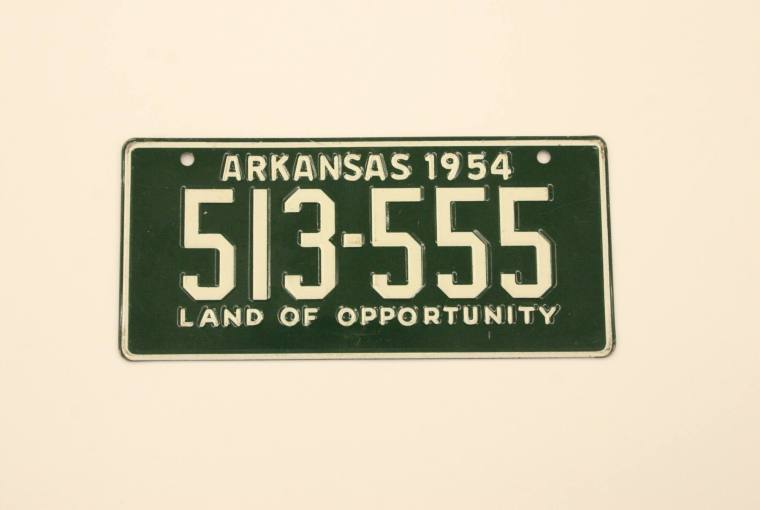 ARKANSAS 1954
513-555
LAND OF OPPORTUNITY